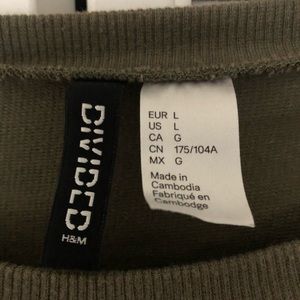 DIVIDED
H&M
EUR L
US L
CA G
CN 175/104A
MX G
Made in
Cambodia
Fabriqué en
Cambodge